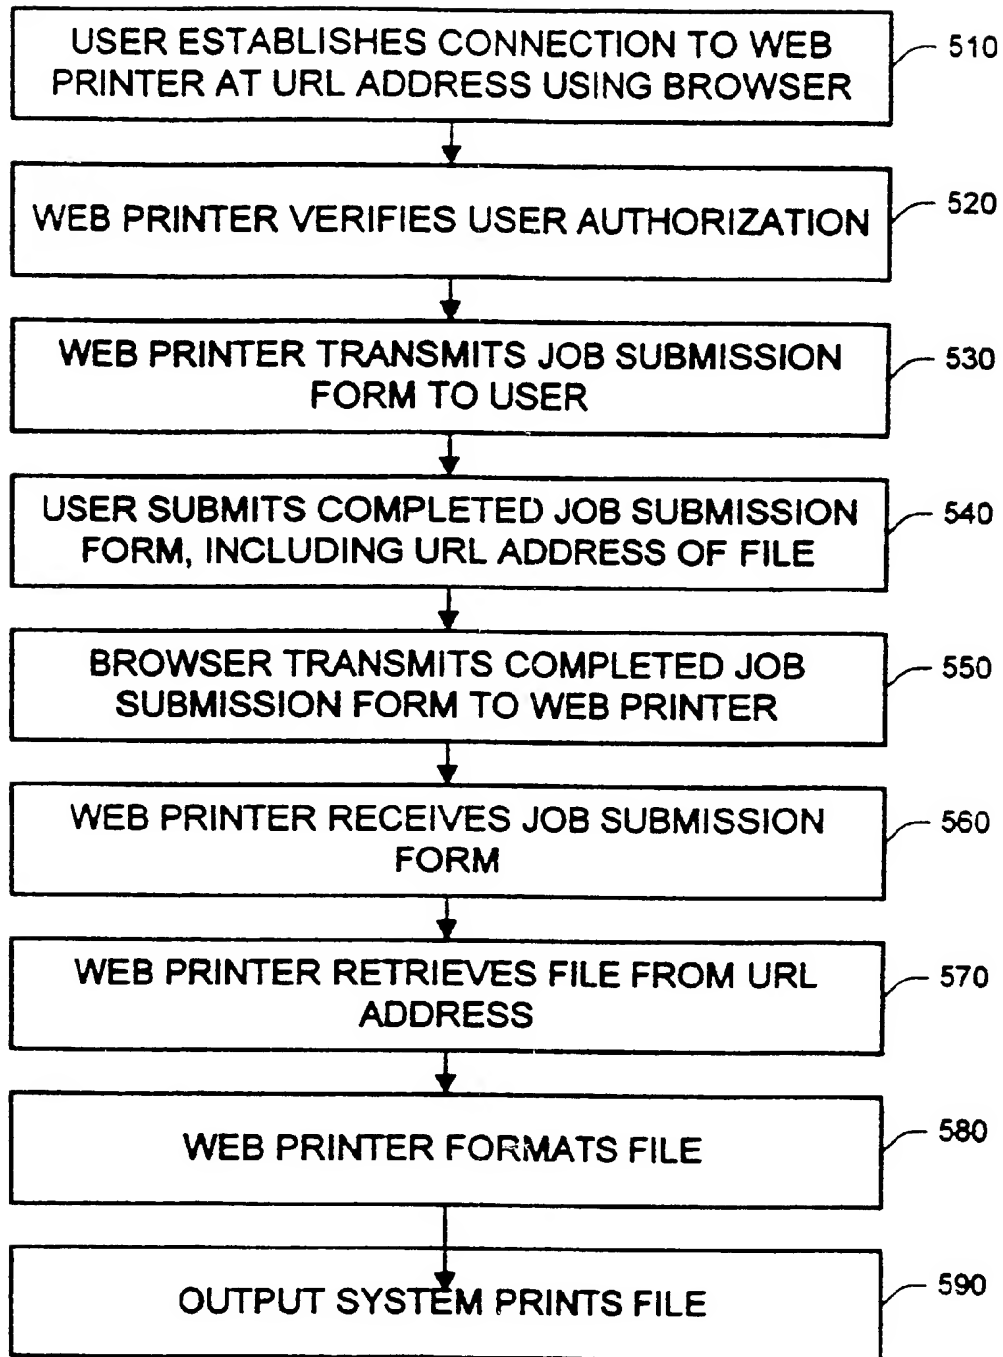 USER ESTABLISHES CONNECTION TO WEB
PRINTER AT URL ADDRESS USING BROWSER
510
WEB PRINTER VERIFIES USER AUTHORIZATION
520
WEB PRINTER TRANSMITS JOB SUBMISSION
FORM TO USER
530
USER SUBMITS COMPLETED JOB SUBMISSION
FORM, INCLUDING URL ADDRESS OF FILE
540
BROWSER TRANSMITS COMPLETED JOB
SUBMISSION FORM TO WEB PRINTER
550
WEB PRINTER RECEIVES JOB SUBMISSION
FORM
560
WEB PRINTER RETRIEVES FILE FROM URL
ADDRESS
570
WEB PRINTER FORMATS FILE
580
OUTPUT SYSTEM PRINTS FILE
590